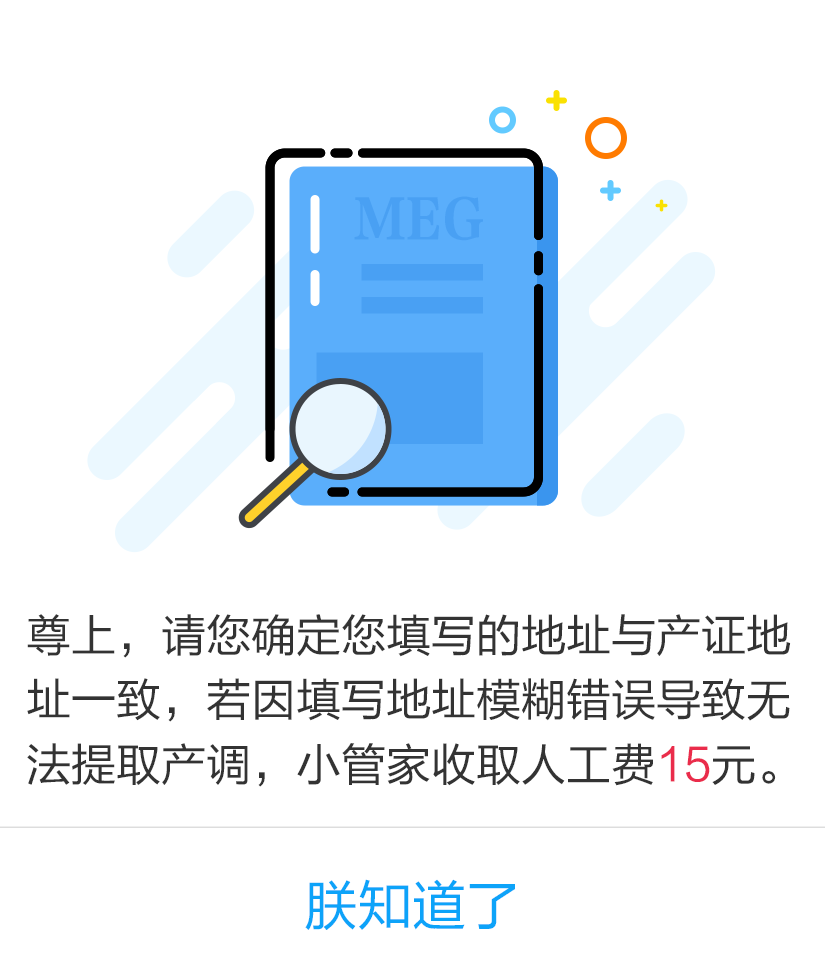 MEG
尊上，请您确定您填写的地址与产证地
址一致，若因填写地址模糊错误导致无
法提取产调，小管家收取人工费15元。
朕知道了